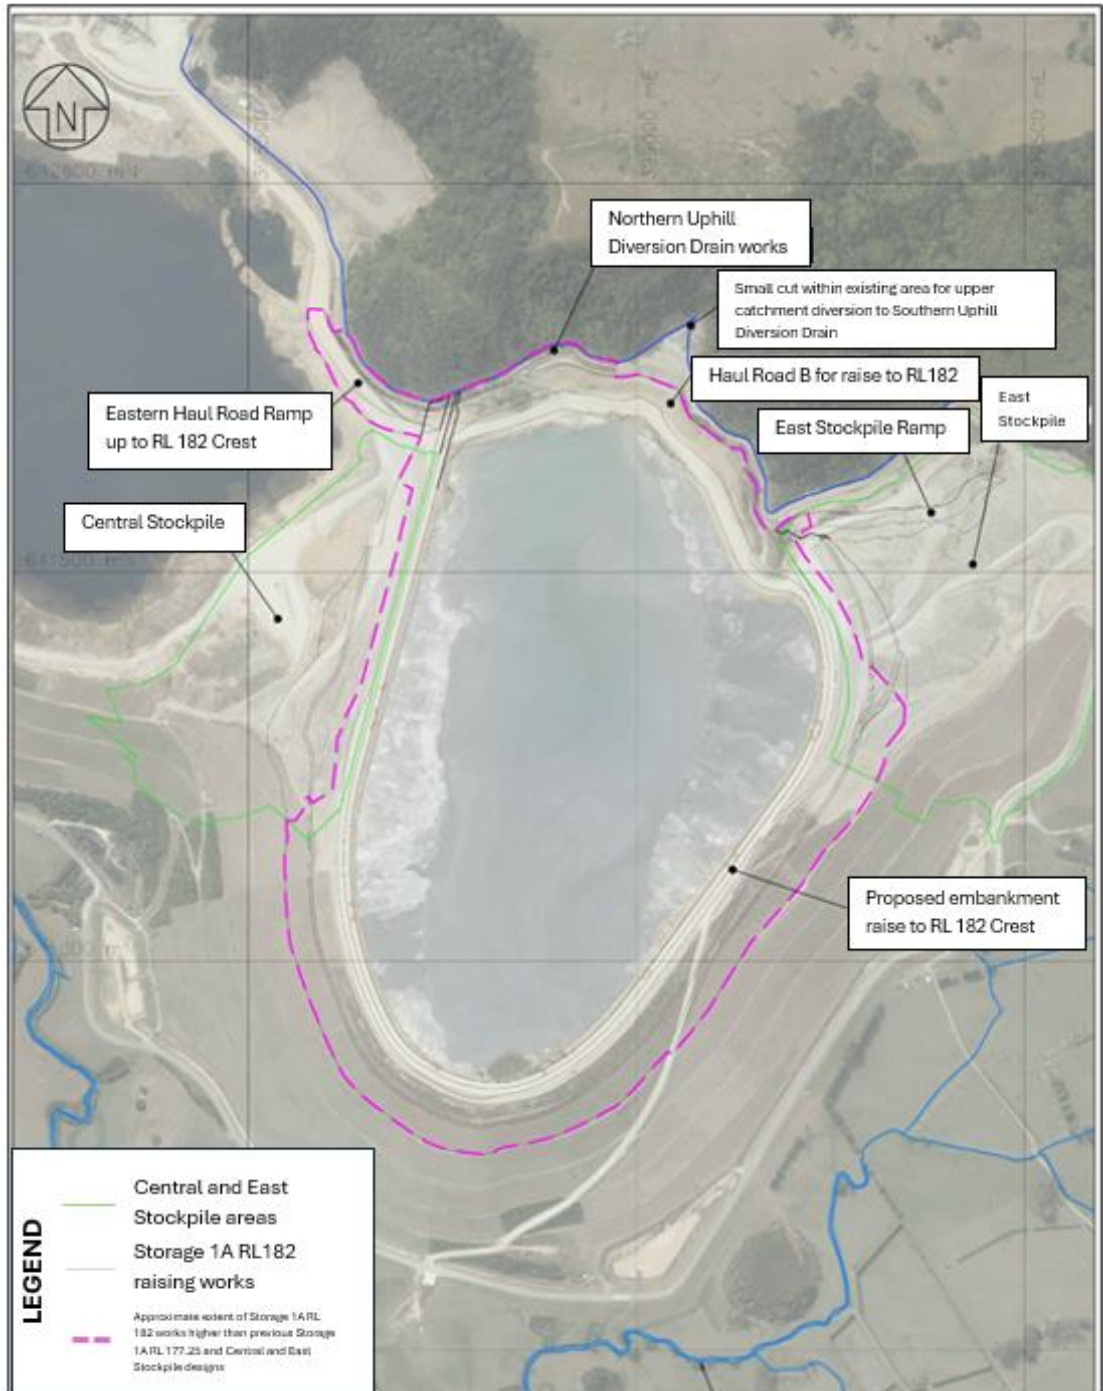 N
Northern Uphill
Diversion Drain works
Small cut within existing area for upper
catchment diversion to Southern Uphill
Diversion Drain
Haul Road B for raise to RL182
East
Stockpile
East Stockpile Ramp
Eastern Haul Road Ramp
up to RL 182 Crest
Central Stockpile
Proposed embankment
raise to RL 182 Crest
LEGEND
Central and East
Stockpile areas
Storage 1A RL182
raising works
Approximate extent of Storage 1A RL
182 works higher than previous Storage
1A RL 177.25 and Central and East
Stockpile designs